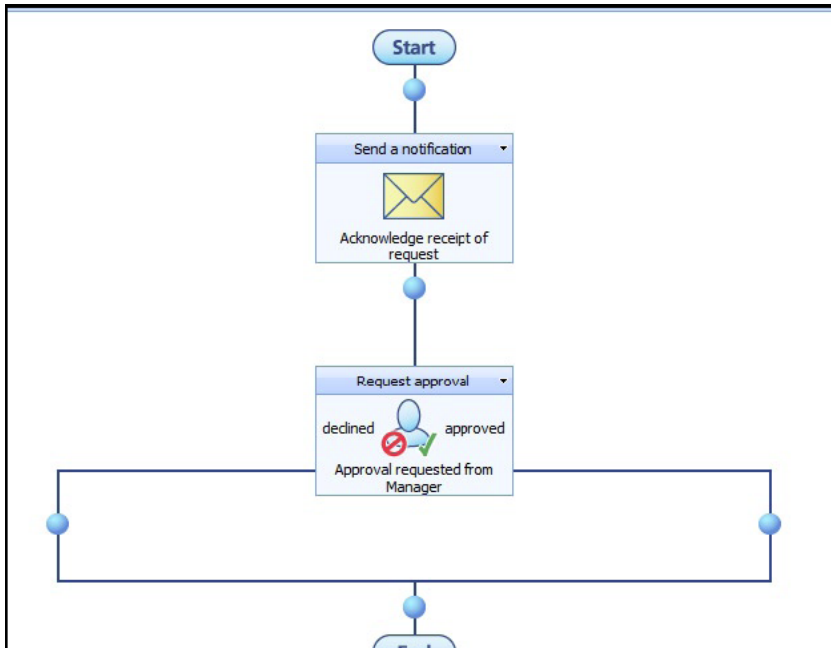 Start
Send a notification
Acknowledge receipt of
request
Request approval
declined approved
Approval requested from
Manager